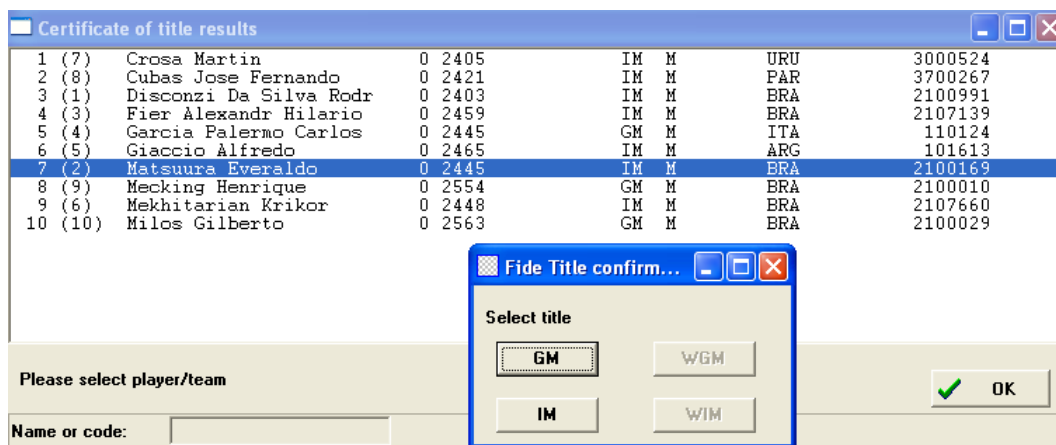 Certificate of title results
1 (7) Crosa Martin 0 2405 IM M URU 3000524
2 (8) Cubas Jose Fernando 0 2421 IM M PAR 3700267
3 (1) Disconzi Da Silva Rodr 0 2403 IM M BRA 2100991
4 (3) Fier Alexandr Hilario 0 2459 IM M BRA 2107139
5 (4) Garcia Palermo Carlos 0 2445 GM M ITA 110124
6 (5) Giaccio Alfredo 0 2465 IM M ARG 101613
7 (2) Matsuura Everaldo 0 2445 IM M BRA 2100169
8 (9) Mecking Henrique 0 2554 GM M BRA 2100010
9 (6) Mekhitarian Krikor 0 2448 IM M BRA 2107660
10 (10) Milos Gilberto 0 2563 GM M BRA 2100029
Fide Title confirm...
Select title
GM WGM
IM WIM
Please select player/team
OK
Name or code: